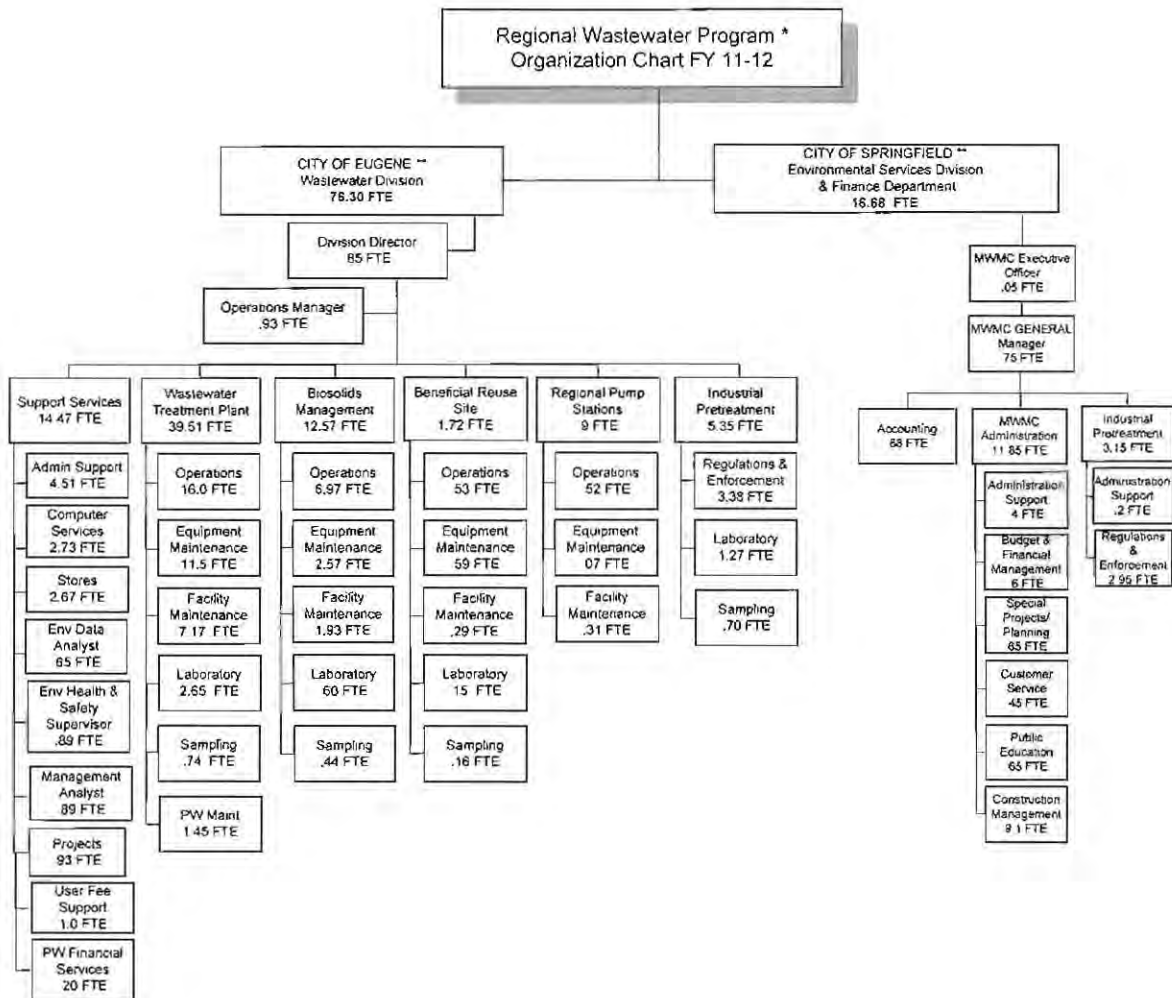 Regional Wastewater Program *
Organization Chart FY 11-12
CITY OF EUGENE **
Wastewater Division
76.30 FTE
CITY OF SPRINGFIELD **
Environmental Services Division
& Finance Department
16.68 FTE
Division Director
85 FTE
Operations Manager
.93 FTE
MWMC Executive
Officer
.05 FTE
MWMC GENERAL
Manager
75 FTE
Support Services
14 47 FTE
Admin Support
4.51 FTE
Computer
Services
2.73 FTE
Stores
2.67 FTE
Env Data
Analyst
65 FTE
Env Health &
Safety
Supervisor
.89 FTE
Management
Analyst
89 FTE
Projects
93 FTE
User Fee
Support
1.0 FTE
PW Financial
Services
20 FTE
Wastewater
Treatment Plant
39.51 FTE
Operations
16.0 FTE
Equipment
Maintenance
11.5 FTE
Facility
Maintenance
7 17 FTE
Laboratory
2.65 FTE
Sampling
.74 FTE
PW Maint
1.45 FTE
Biosolids
Management
12.57 FTE
Operations
6.97 FTE
Equipment
Maintenance
2.57 FTE
Facility
Maintenance
1.93 FTE
Laboratory
60 FTE
Sampling
.44 FTE
Beneficial Reuse
Site
1.72 FTE
Operations
53 FTE
Equipment
Maintenance
59 FTE
Facility
Maintenance
.29 FTE
Laboratory
15 FTE
Sampling
.16 FTE
Regional Pump
Stations
9 FTE
Operations
52 FTE
Equipment
Maintenance
07 FTE
Facility
Maintenance
.31 FTE
Industrial
Pretreatment
5.35 FTE
Regulations &
Enforcement
3.38 FTE
Laboratory
1.27 FTE
Sampling
.70 FTE
Accounting
68 FTE
MWMC
Administration
11 85 FTE
Administration
Support
4 FTE
Budget &
Financial
Management
6 FTE
Special
Projects/
Planning
65 FTE
Customer
Service
45 FTE
Public
Education
65 FTE
Construction
Management
9 1 FTE
Industrial
Pretreatment
3.15 FTE
Administration
Support
.2 FTE
Regulations
&
Enforcement
2 95 FTE